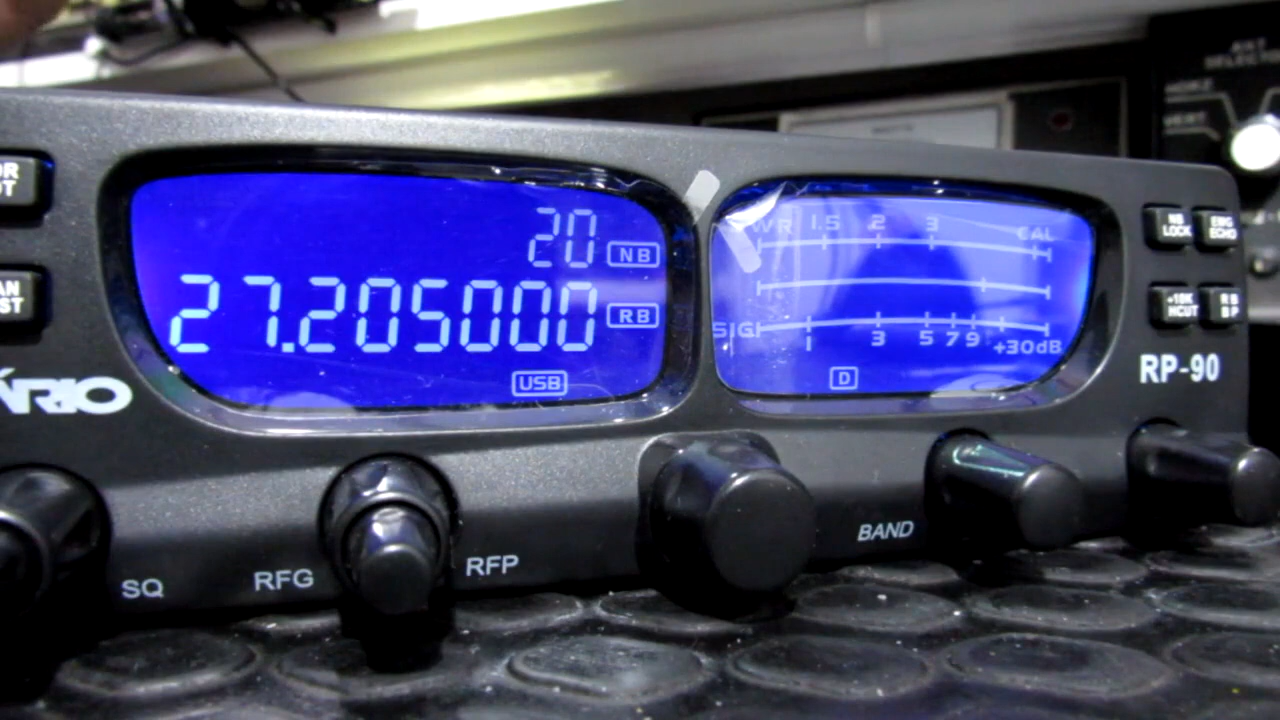 20
NB
27.205000
RB
USB
WR 1.5 2 3 CAL
SIG 1 3 5 7 9 +30dB
D
NB
LOCK
ECHO
+10K
HCUT
RB
BP
RP-90
SQ
RFG
RFP
BAND